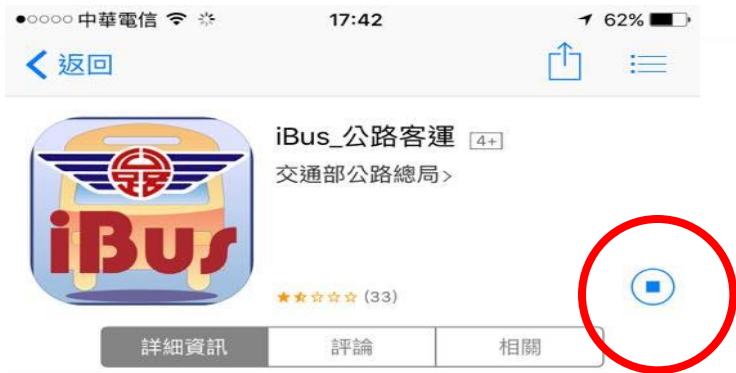 中華電信 17:42 62%
返回
iBus_公路客運 4+
交通部公路總局>
iBus
(33)
詳細資訊 評論 相關